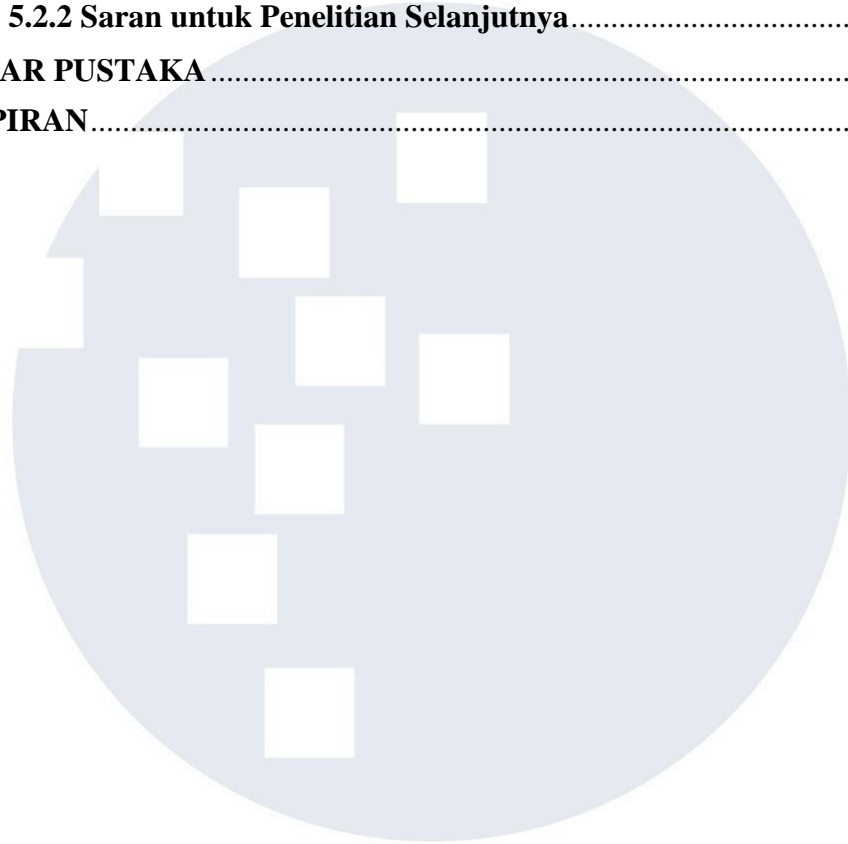 5.2.2 Saran untuk Penelitian Selanjutnya...........................................
AR PUSTAKA.....................................................................................................
PIRAN........................................................................................................................